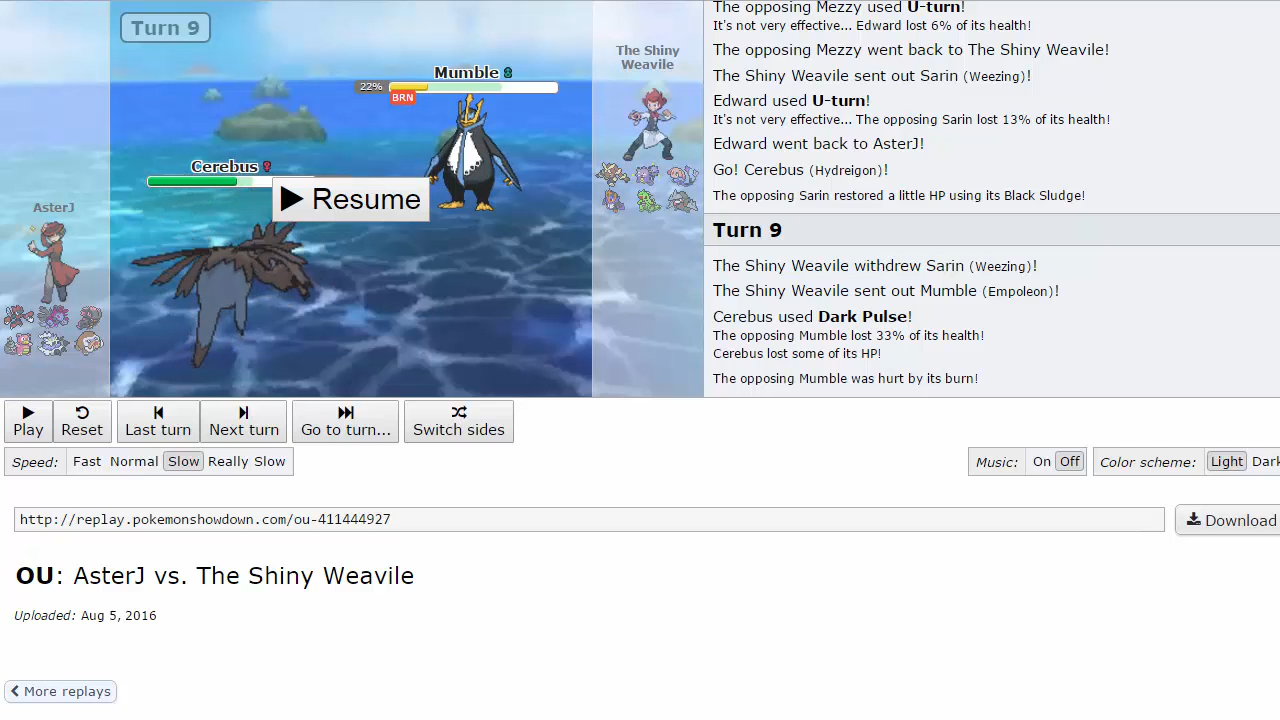 Turn 9
The Shiny
Weavile
Mumble
22%
BRN
Cerebus
Resume
AsterJ
The opposing Mezzy used U-turn!
It's not very effective... Edward lost 6% of its health!
The opposing Mezzy went back to The Shiny Weavile!
The Shiny Weavile sent out Sarin (Weezing)!
Edward used U-turn!
It's not very effective... The opposing Sarin lost 13% of its health!
Edward went back to AsterJ!
Go! Cerebus (Hydreigon)!
The opposing Sarin restored a little HP using its Black Sludge!
Turn 9
The Shiny Weavile withdrew Sarin (Weezing)!
The Shiny Weavile sent out Mumble (Empoleon)!
Cerebus used Dark Pulse!
The opposing Mumble lost 33% of its health!
Cerebus lost some of its HP!
The opposing Mumble was hurt by its burn!
Play Reset Last turn Next turn Go to turn... Switch sides
Speed: Fast Normal Slow Really Slow Music: On Off Color scheme: Light Dark
http://replay.pokemonshowdown.com/ou-411444927 Download
OU: AsterJ vs. The Shiny Weavile
Uploaded: Aug 5, 2016
More replays